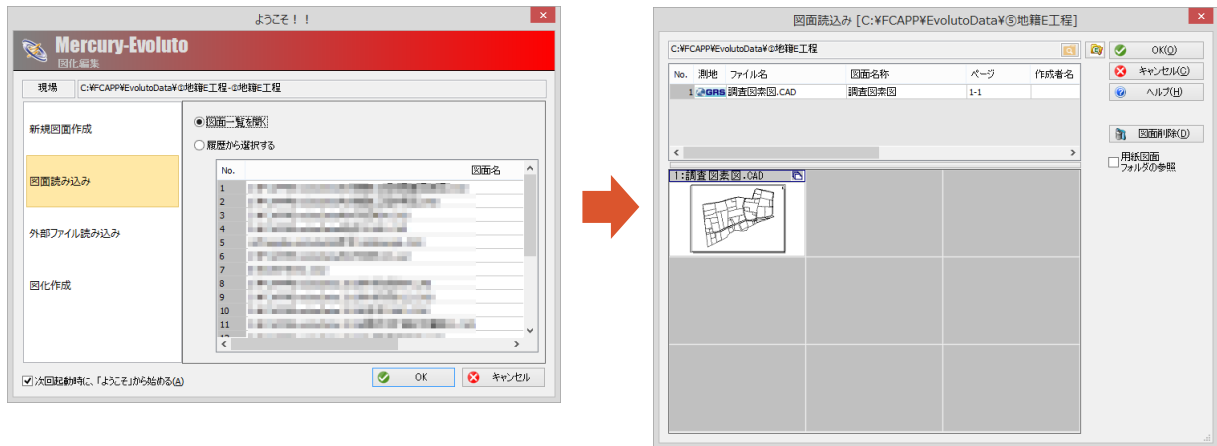 ようこそ！！
Mercury-Evoluto
図化編集
現場 C:¥FCAPP¥EvolutoData¥①地籍E工程-①地籍E工程
新規図面作成
図面読み込み
外部ファイル読み込み
図化作成
図面一覧を開く
履歴から選択する
No. 図面名
1
2
3
4
5
6
7
8
9
10
11
次回起動時に、「ようこそ」から始める(A)
OK
キャンセル
図面読込み [C:¥FCAPP¥EvolutoData¥⑤地籍E工程]
C:¥FCAPP¥EvolutoData¥①地籍E工程
No. 測地 ファイル名 図面名称 ページ 作成者名
1 GRS 調査図素図.CAD 調査図素図 1-1
1:調査図素図.CAD
OK(O)
キャンセル(C)
ヘルプ(H)
図面削除(D)
用紙図面
フォルダの参照